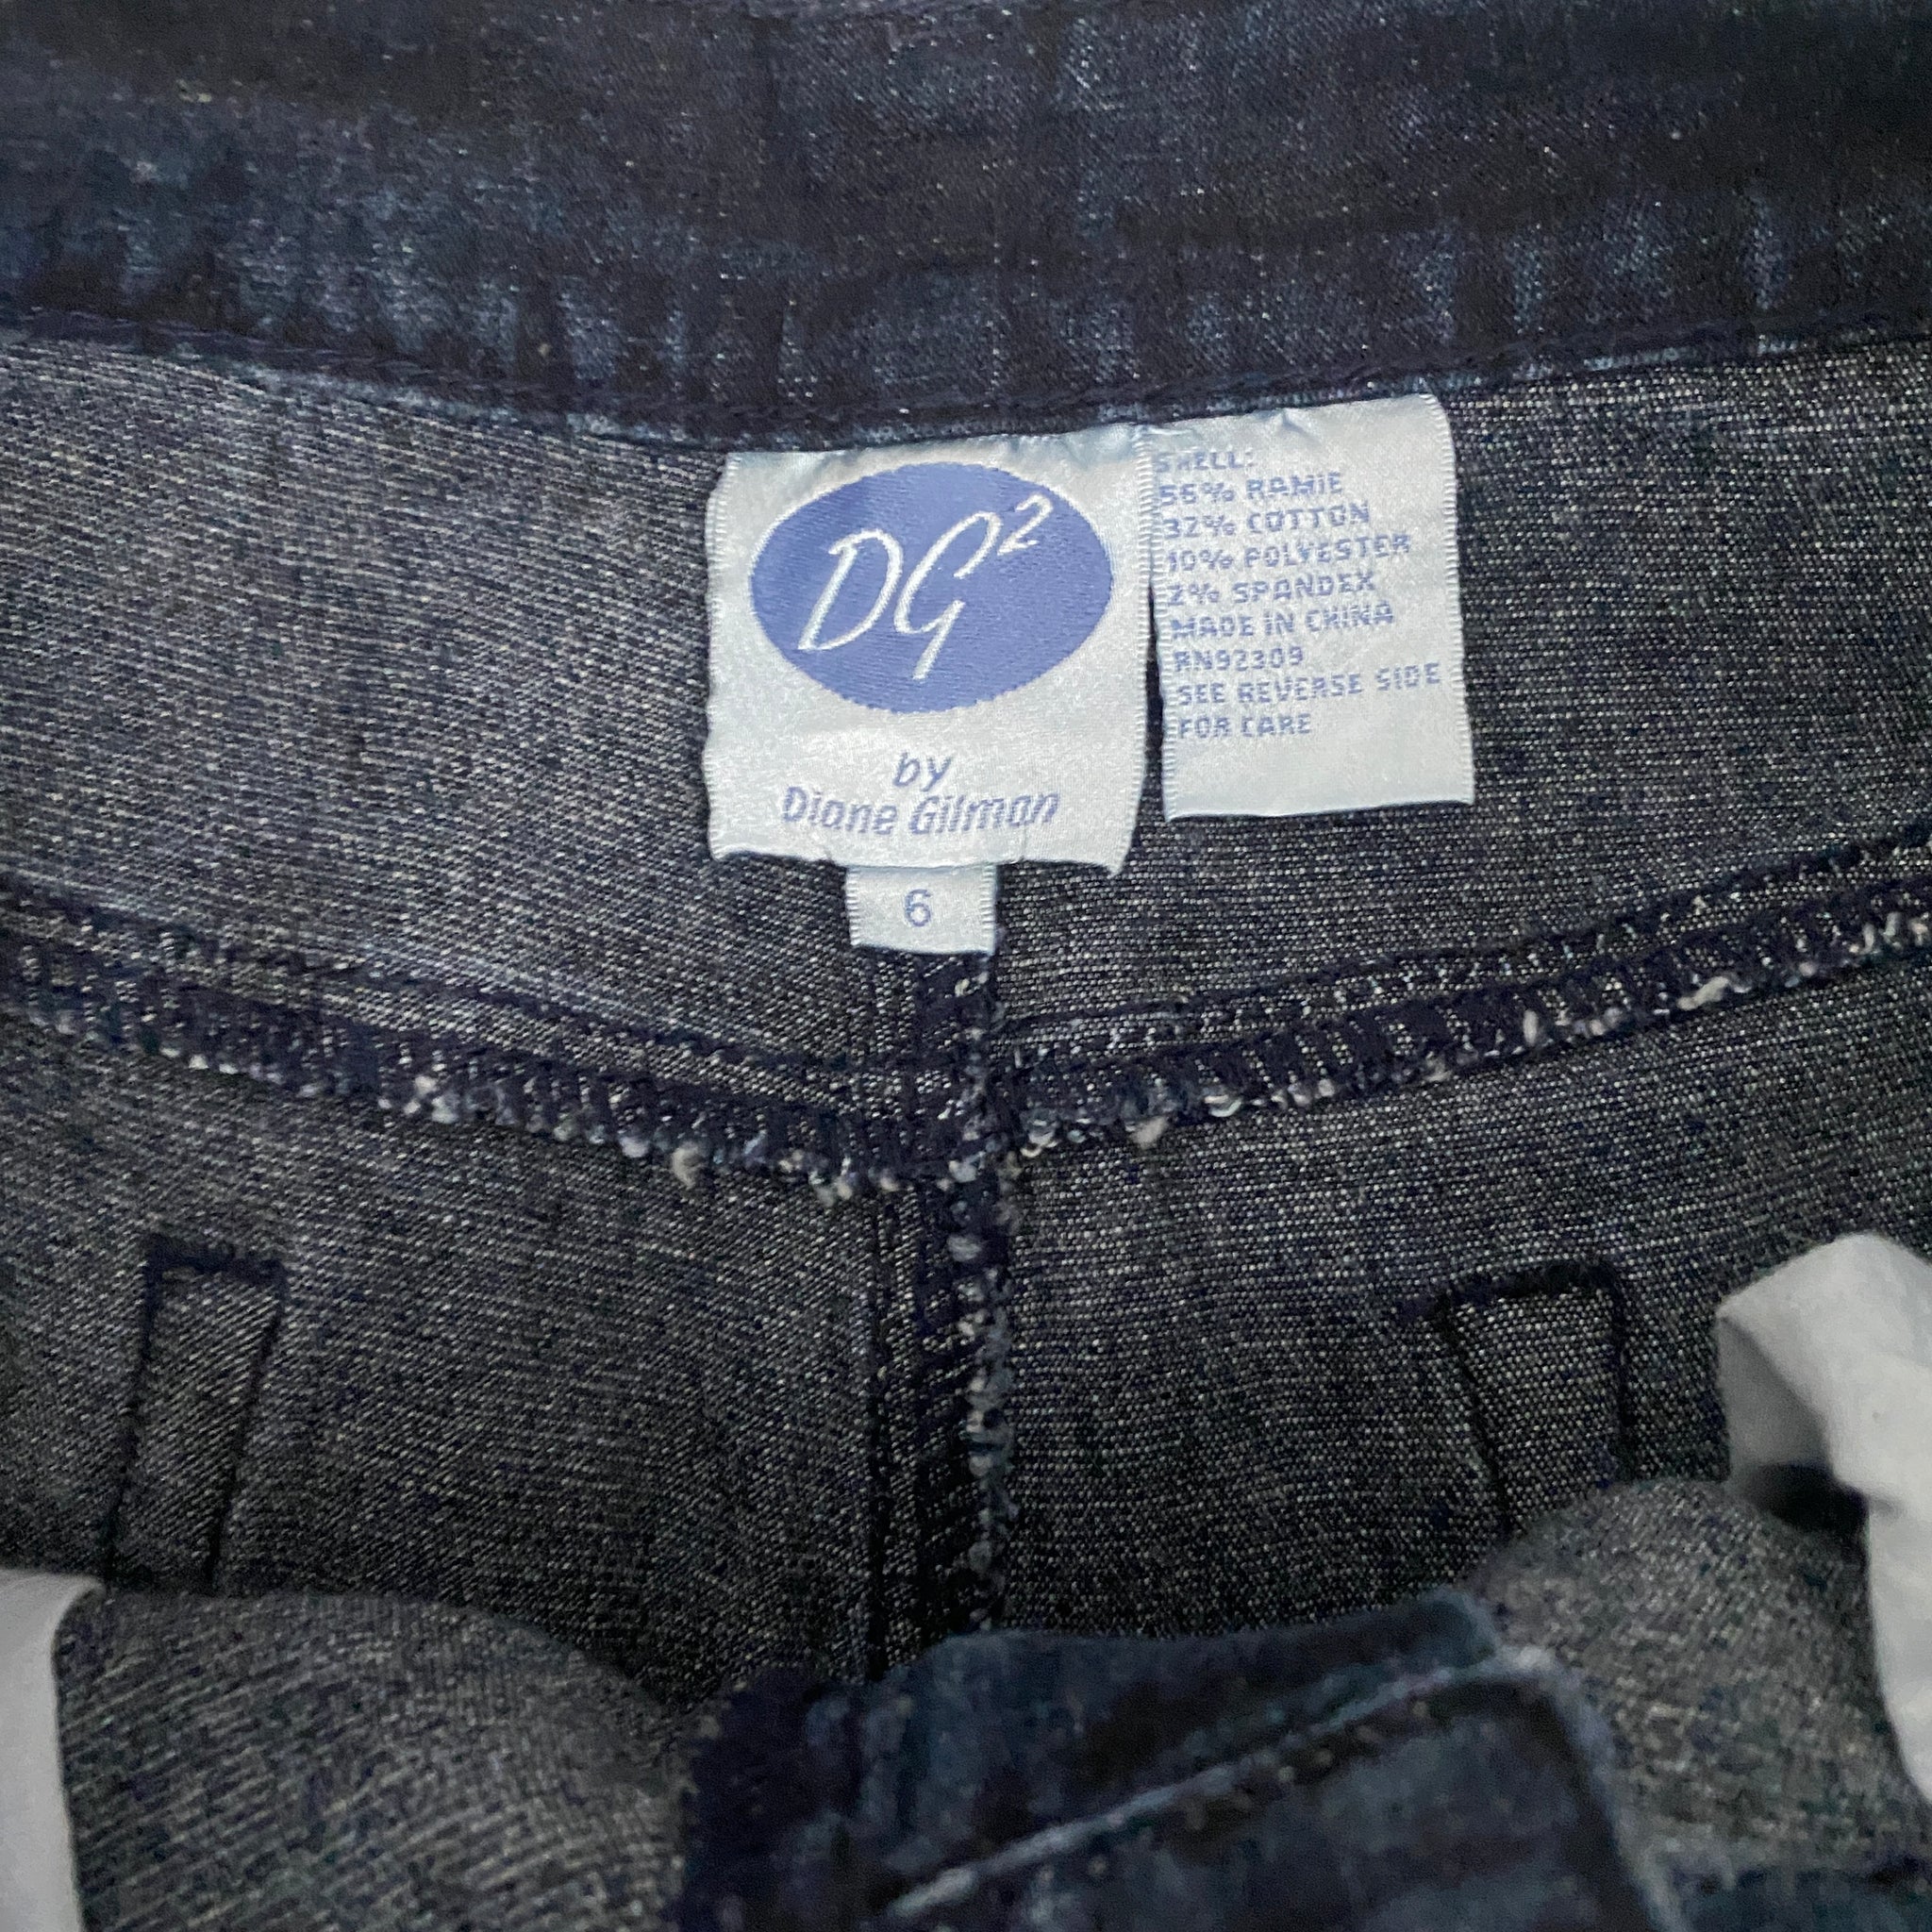 DG²
by
Diane Gilman
6
SHELL:
56% RAMIE
32% COTTON
10% POLYESTER
2% SPANDEX
MADE IN CHINA
RN92309
SEE REVERSE SIDE
FOR CARE